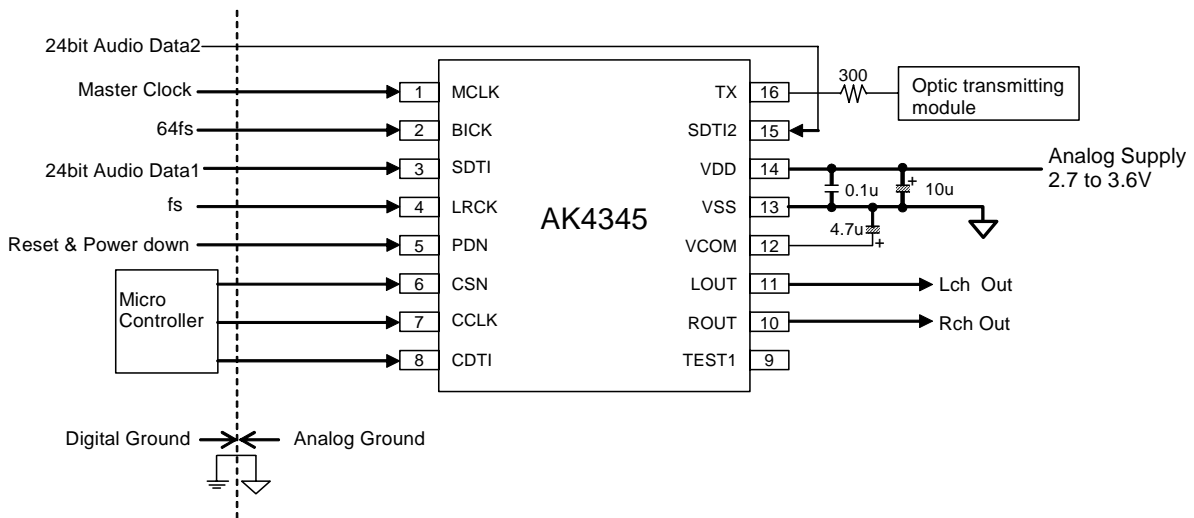 24bit Audio Data2
Master Clock
64fs
24bit Audio Data1
fs
Reset & Power down
Micro
Controller
1 MCLK
2 BICK
3 SDTI
4 LRCK
5 PDN
6 CSN
7 CCLK
8 CDTI
AK4345
TX 16
SDTI2 15
VDD 14
VSS 13
VCOM 12
LOUT 11
ROUT 10
TEST1 9
300
Optic transmitting
module
Analog Supply
2.7 to 3.6V
0.1u
+
10u
4.7u
+
Lch Out
Rch Out
Digital Ground
Analog Ground